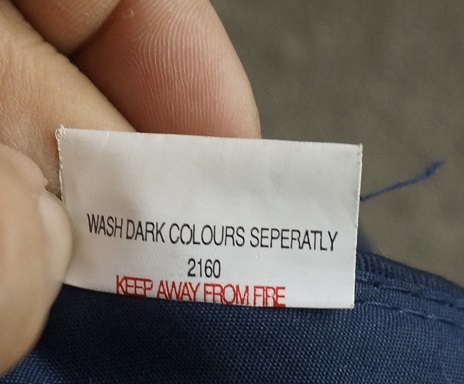 WASH DARK COLOURS SEPERATLY
2160
KEEP AWAY FROM FIRE